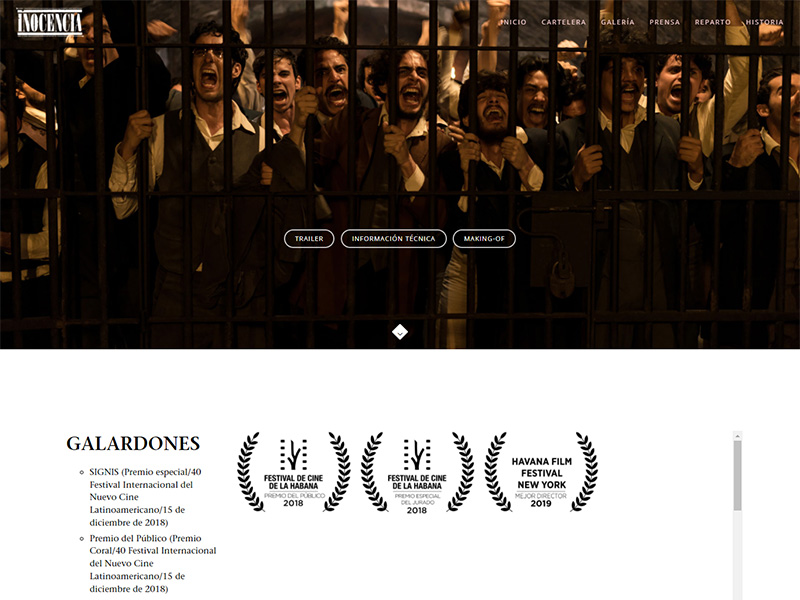 INOCENCIA
INICIO CARTELERA GALERÍA PRENSA REPARTO HISTORIA
TRAILER INFORMACIÓN TÉCNICA MAKING-OF
GALARDONES
SIGNIS (Premio especial/40
Festival Internacional del
Nuevo Cine
Latinoamericano/15 de
diciembre de 2018)
Premio del Público (Premio
Coral/40 Festival Internacional
del Nuevo Cine
Latinoamericano/15 de
diciembre de 2018)
FESTIVAL DE CINE
DE LA HABANA
PREMIO DEL PÚBLICO
2018
FESTIVAL DE CINE
DE LA HABANA
PREMIO ESPECIAL
DEL JURADO
2018
HAVANA FILM
FESTIVAL
NEW YORK
MEJOR DIRECTOR
2019